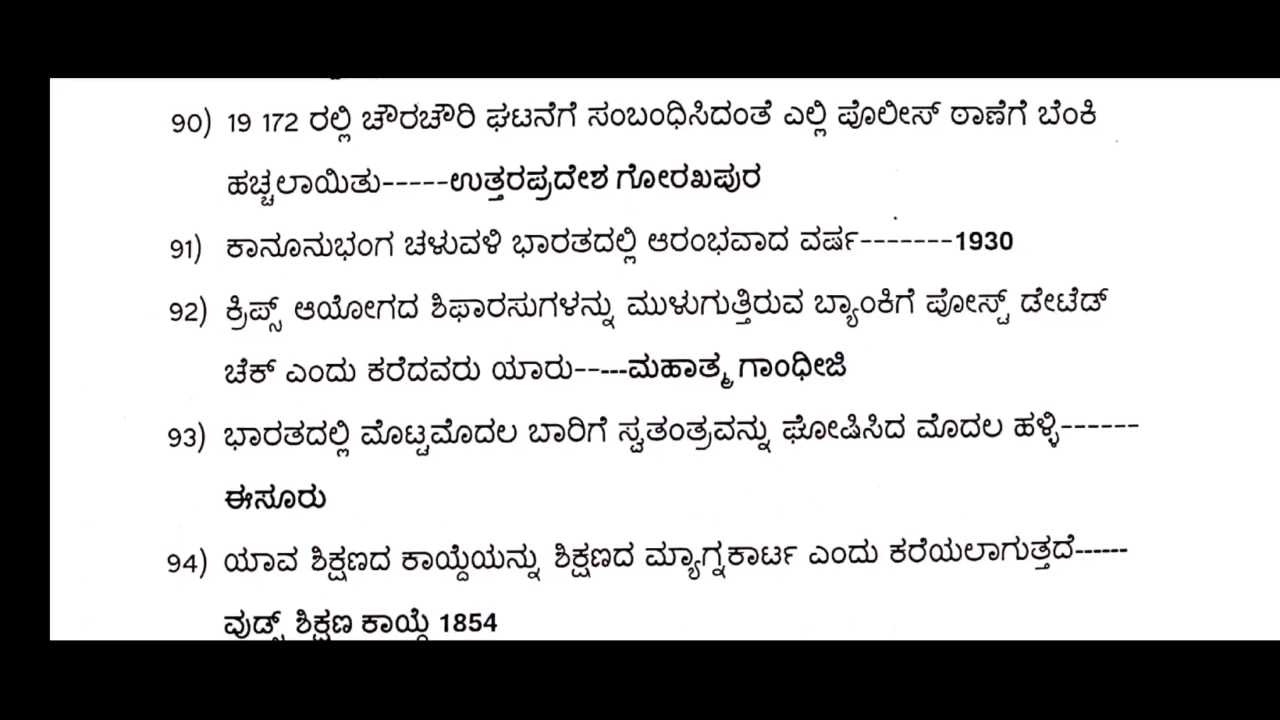 90) 19 172 ರಲ್ಲಿ ಚೌರಚೌರಿ ಘಟನೆಗೆ ಸಂಬಂಧಿಸಿದಂತೆ ಎಲ್ಲಿ ಪೊಲೀಸ್ ಠಾಣೆಗೆ ಬೆಂಕಿ
ಹಚ್ಚಲಾಯಿತು-----ಉತ್ತರಪ್ರದೇಶ ಗೋರಖಪುರ
91) ಕಾನೂನುಭಂಗ ಚಳುವಳಿ ಭಾರತದಲ್ಲಿ ಆರಂಭವಾದ ವರ್ಷ-------1930
92) ಕ್ರಿಪ್ಸ್ ಆಯೋಗದ ಶಿಫಾರಸುಗಳನ್ನು ಮುಳುಗುತ್ತಿರುವ ಬ್ಯಾಂಕಿಗೆ ಪೋಸ್ಟ್ ಡೇಟೆಡ್
ಚೆಕ್ ಎಂದು ಕರೆದವರು ಯಾರು-----ಮಹಾತ್ಮ ಗಾಂಧೀಜಿ
93) ಭಾರತದಲ್ಲಿ ಮೊಟ್ಟಮೊದಲ ಬಾರಿಗೆ ಸ್ವತಂತ್ರವನ್ನು ಘೋಷಿಸಿದ ಮೊದಲ ಹಳ್ಳಿ------
ಈಸೂರು
94) ಯಾವ ಶಿಕ್ಷಣದ ಕಾಯ್ದೆಯನ್ನು ಶಿಕ್ಷಣದ ಮ್ಯಾಗ್ನಕಾರ್ಟ ಎಂದು ಕರೆಯಲಾಗುತ್ತದೆ------
ವುಡ್ಸ್ ಶಿಕ್ಷಣ ಕಾಯ್ದೆ 1854